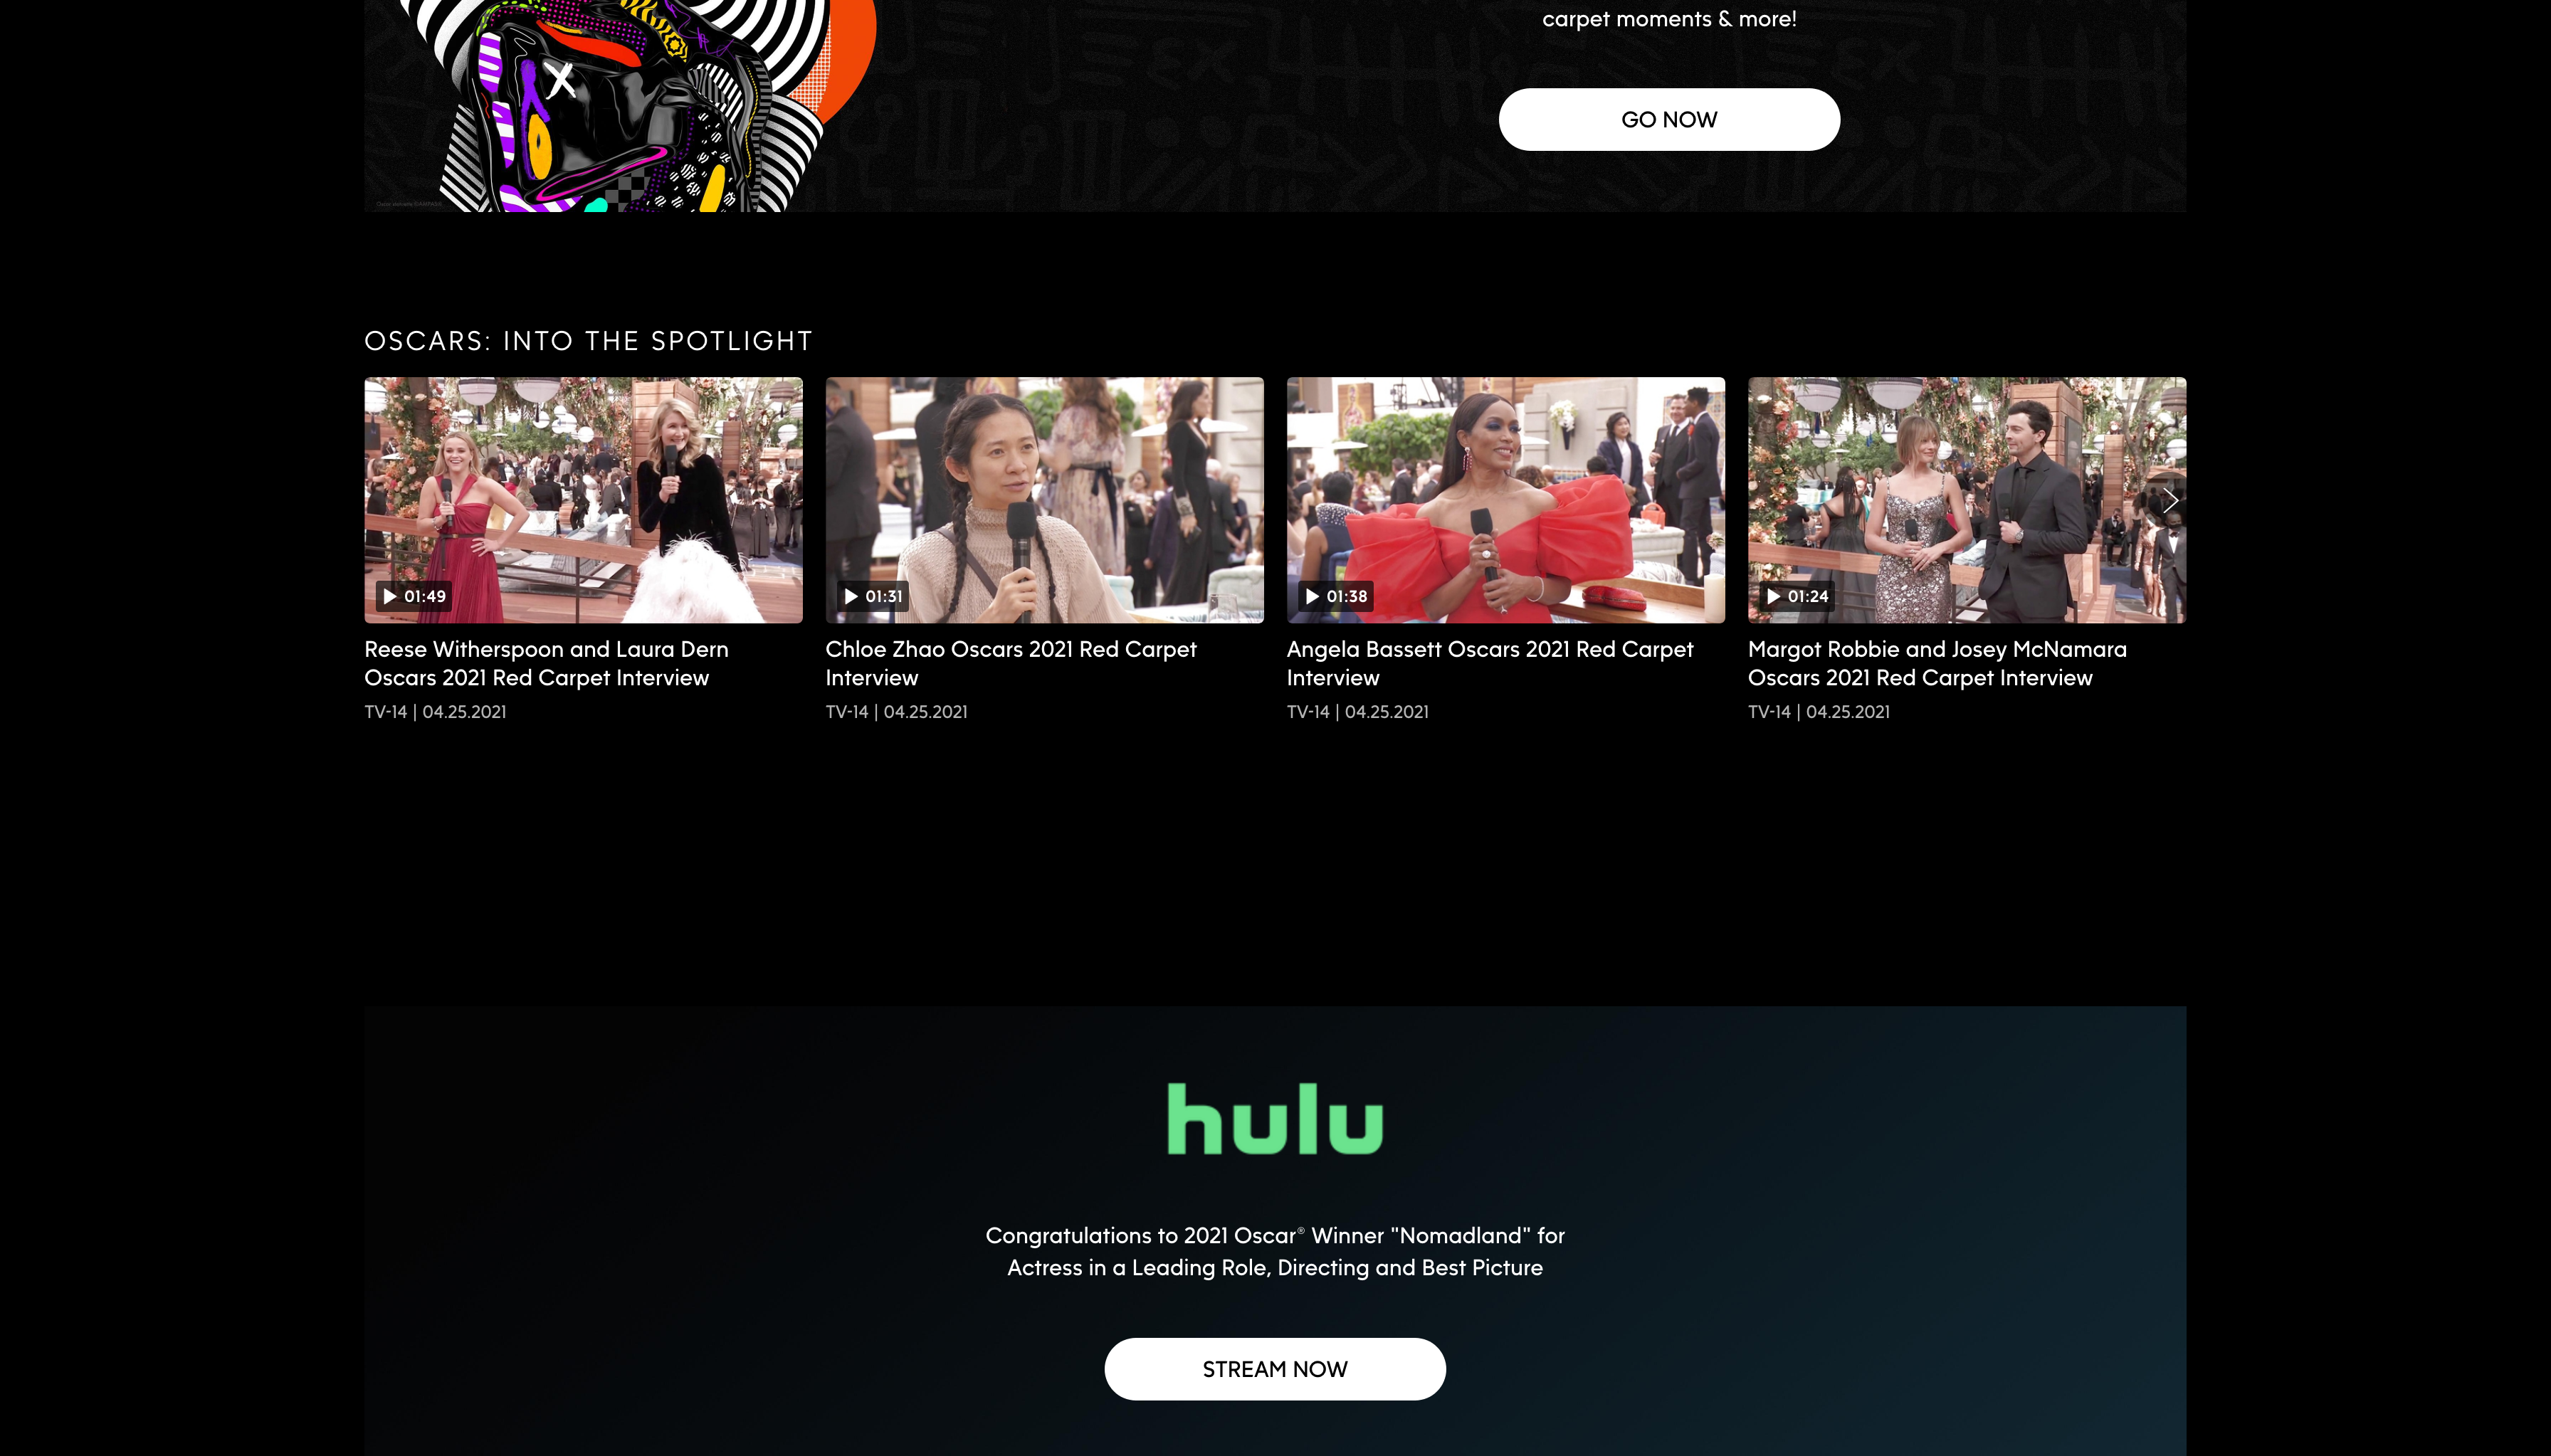 carpet moments & more!
GO NOW
OSCARS: INTO THE SPOTLIGHT
01:49
01:31
01:38
01:24
Reese Witherspoon and Laura Dern
Oscars 2021 Red Carpet Interview
TV-14 | 04.25.2021
Chloe Zhao Oscars 2021 Red Carpet
Interview
TV-14 | 04.25.2021
Angela Bassett Oscars 2021 Red Carpet
Interview
TV-14 | 04.25.2021
Margot Robbie and Josey McNamara
Oscars 2021 Red Carpet Interview
TV-14 | 04.25.2021
hulu
Congratulations to 2021 Oscar® Winner "Nomadland" for
Actress in a Leading Role, Directing and Best Picture
STREAM NOW